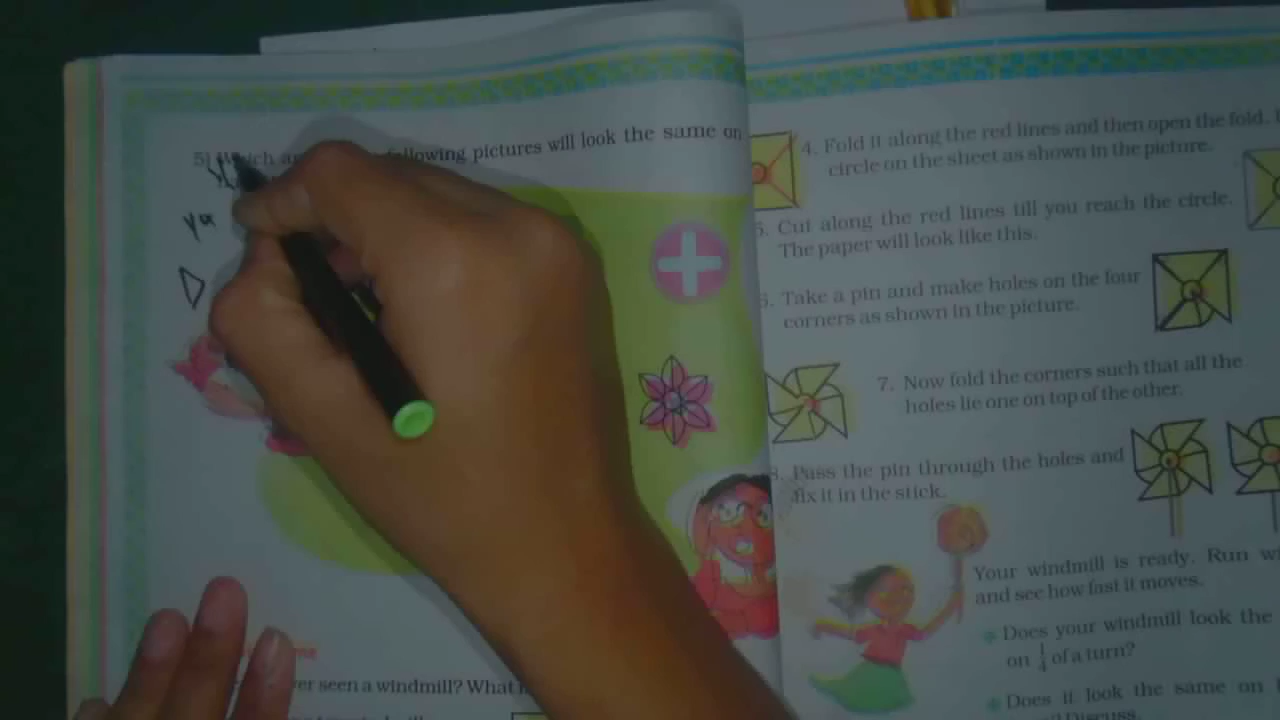 5) Which
following pictures will look the same on
4. Fold it along the red lines and then open the fold.
circle on the sheet as shown in the picture.
5. Cut along the red lines till you reach the circle.
The paper will look like this.
6. Take a pin and make holes on the four
corners as shown in the picture.
7. Now fold the corners such that all the
holes lie one on top of the other.
8. Pass the pin through the holes and
fix it in the stick.
Your windmill is ready. Run
and see how fast it moves.
Does your windmill look the
on 1/4 of a turn?
Does it look the same on
Discuss.
seen a windmill? What